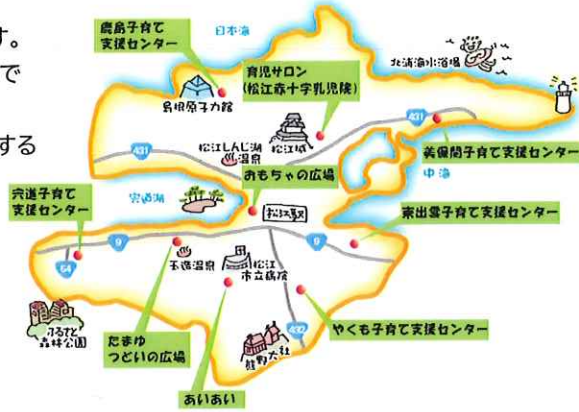 す。
で
する
鹿島子育て
支援センター
日本海
北浦海水浴場
育児サロン
(松江赤十字乳児院)
島根原子力館
松江城
431
431
松江しんじ湖
温泉
美保関子育て支援センター
中海
おもちゃの広場
宍道子育て
支援センター
宍道湖
松江駅
東出雲子育て支援センター
9
9
54
玉造温泉
松江
市立病院
ふるさと
森林公園
432
やくも子育て支援センター
たまゆ
つどいの広場
熊野大社
あいあい